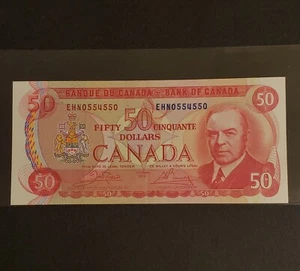 BANQUE DU CANADA - BANK OF CANADA
50 EHN0554550 EHN0554550 50
FIFTY 50 CINQUANTE
DOLLARS
CANADA
50 50